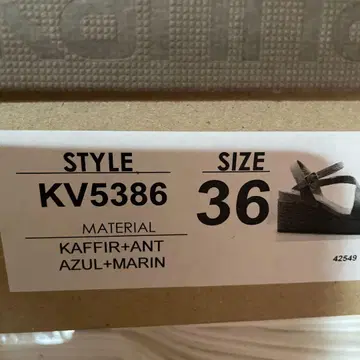 STYLE
KV5386
MATERIAL
KAFFIR+ANT
AZUL+MARIN
SIZE
36
42549